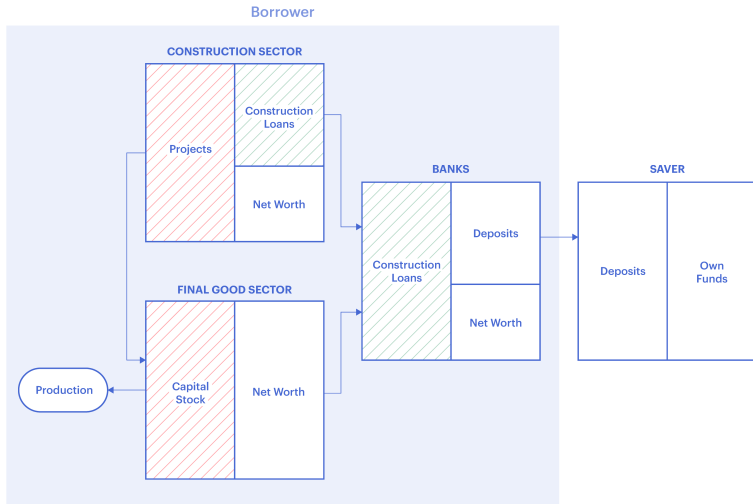 Borrower
CONSTRUCTION SECTOR
Projects
Construction
Loans
Net Worth
BANKS
Construction
Loans
Deposits
Net Worth
SAVER
Deposits
Own
Funds
FINAL GOOD SECTOR
Capital
Stock
Net Worth
Production